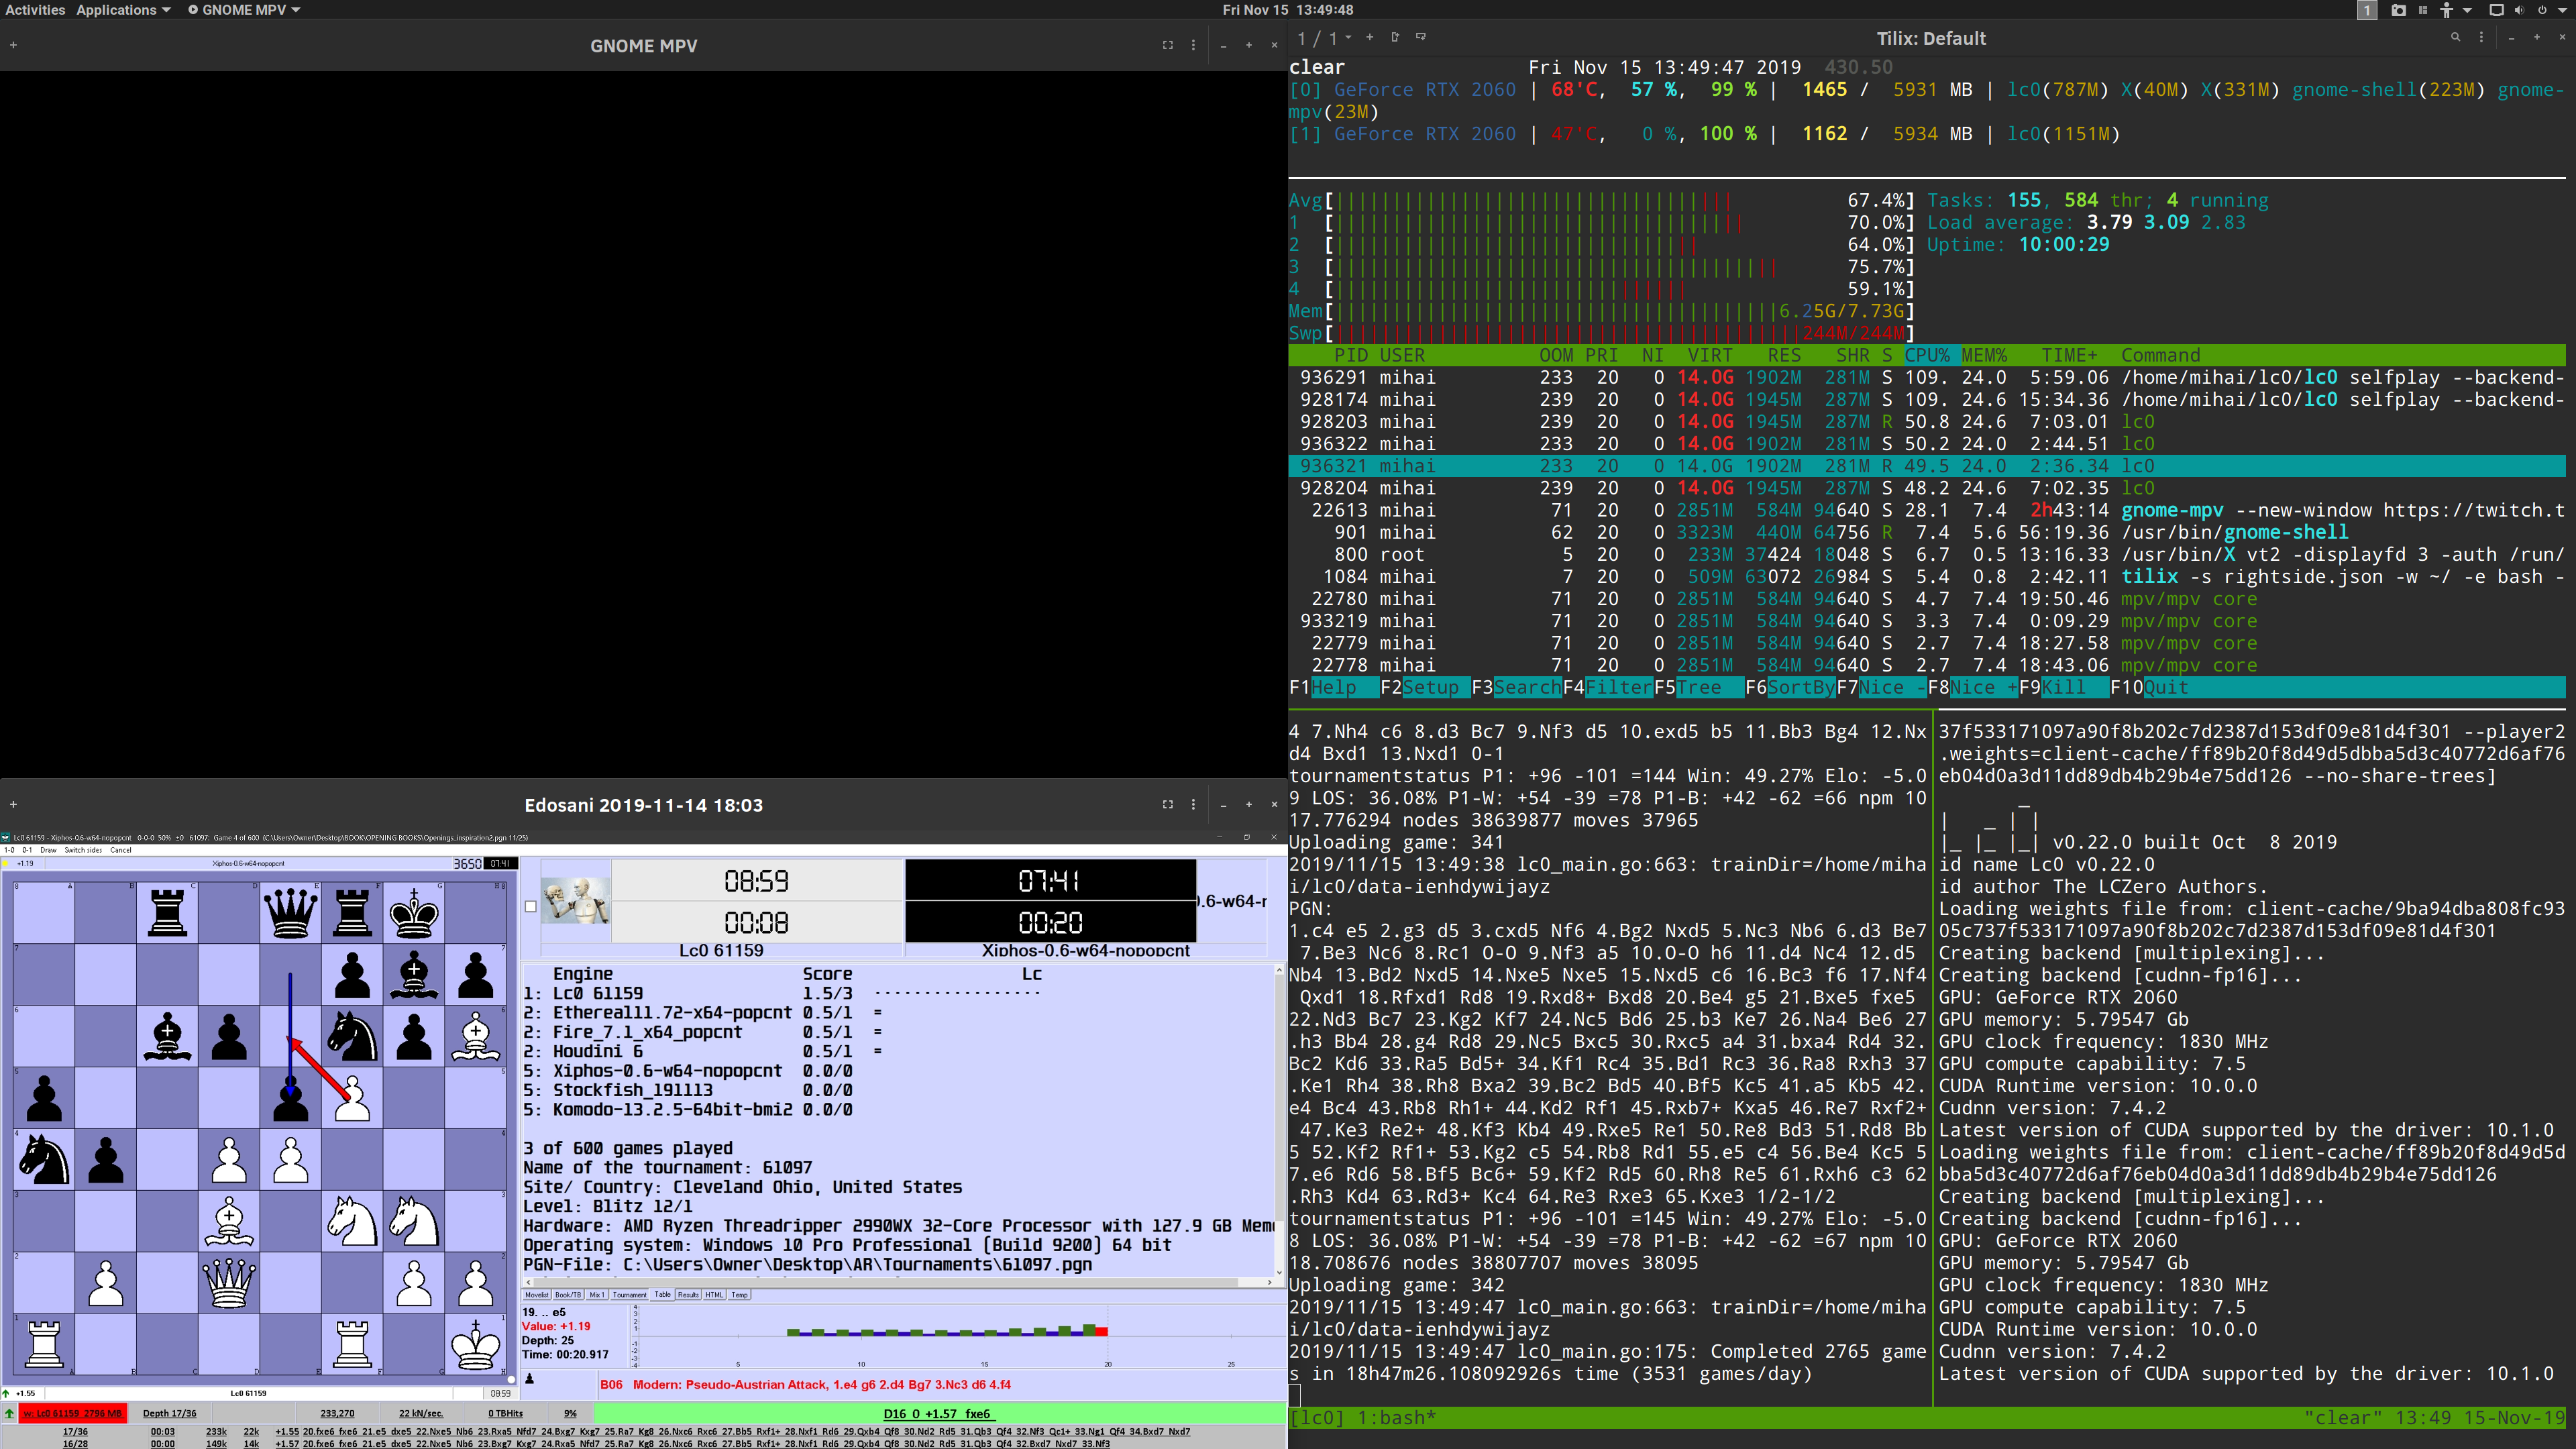 Activities Applications GNOME MPV Fri Nov 15 13:49:48 1
GNOME MPV
Edosani 2019-11-14 18:03
Lc0 61159 - Xiphos-0.6-w64-nopopcnt 0-0-0 50% ±0 61097: Game 4 of 600 (C:\Users\Owner\Desktop\BOOK\OPENING BOOKS\Openings_inspiration2.pgn 11/25)
1-0 0-1 Draw Switch sides Cancel
+1.19 Xiphos-0.6-w64-nopopcnt 3650 07:41
08:59 07:41
00:08 00:20
Lc0 61159 Xiphos-0.6-w64-nopopcnt
Engine Score Lc
1: Lc0 61159 1.5/3 ··················
2: Ethereal11.72-x64-popcnt 0.5/1 =
2: Fire_7.1_x64_popcnt 0.5/1 =
2: Houdini 6 0.5/1 =
5: Xiphos-0.6-w64-nopopcnt 0.0/0
5: Stockfish_191113 0.0/0
5: Komodo-13.2.5-64bit-bmi2 0.0/0
3 of 600 games played
Name of the tournament: 61097
Site/ Country: Cleveland Ohio, United States
Level: Blitz 12/1
Hardware: AMD Ryzen Threadripper 2990WX 32-Core Processor with 127.9 GB Mem
Operating system: Windows 10 Pro Professional (Build 9200) 64 bit
PGN-File: C:\Users\Owner\Desktop\AR\Tournaments\61097.pgn
Movelist Book/TB Mix 1 Tournament Table Results HTML Temp
19. .. e5
Value: +1.19
Depth: 25
Time: 00:20.917
5 10 15 20 25
B06 Modern: Pseudo-Austrian Attack, 1.e4 g6 2.d4 Bg7 3.Nc3 d6 4.f4
+1.55 Lc0 61159 08:59
w: Lc0 61159, 2796 MB Depth 17/36 233,270 22 kN/sec. 0 TBHits 9% D16 0 +1.57 fxe6
17/36 00:03 233k 22k +1.55 20.fxe6 fxe6 21.e5 dxe5 22.Nxe5 Nb6 23.Rxa5 Nfd7 24.Bxg7 Kxg7 25.Ra7 Kg8 26.Nxc6 Rxc6 27.Bb5 Rxf1+ 28.Nxf1 Rd6 29.Qxb4 Qf8 30.Nd2 Rd5 31.Qb3 Qf4 32.Nf3 Qc1+ 33.Ng1 Qf4 34.Bxd7 Nxd7
16/28 00:00 149k 14k +1.57 20.fxe6 fxe6 21.e5 dxe5 22.Nxe5 Nb6 23.Bxg7 Kxg7 24.Rxa5 Nfd7 25.Ra7 Kg8 26.Nxc6 Rxc6 27.Bb5 Rxf1+ 28.Nxf1 Rd6 29.Qxb4 Qf8 30.Nd2 Rd5 31.Qb3 Qf4 32.Bxd7 Nxd7 33.Nf3
1 / 1 Tilix: Default
clear Fri Nov 15 13:49:47 2019 430.50
[0] GeForce RTX 2060 | 68'C, 57 %, 99 % | 1465 / 5931 MB | lc0(787M) X(40M) X(331M) gnome-shell(223M) gnome-
mpv(23M)
[1] GeForce RTX 2060 | 47'C, 0 %, 100 % | 1162 / 5934 MB | lc0(1151M)
Avg[ 67.4%] Tasks: 155, 584 thr; 4 running
1 [ 70.0%] Load average: 3.79 3.09 2.83
2 [ 64.0%] Uptime: 10:00:29
3 [ 75.7%]
4 [ 59.1%]
Mem[ 6.25G/7.73G]
Swp[ 244M/244M]
PID USER OOM PRI NI VIRT RES SHR S CPU% MEM% TIME+ Command
936291 mihai 233 20 0 14.0G 1902M 281M S 109. 24.0 5:59.06 /home/mihai/lc0/lc0 selfplay --backend-
928174 mihai 239 20 0 14.0G 1945M 287M S 109. 24.6 15:34.36 /home/mihai/lc0/lc0 selfplay --backend-
928203 mihai 239 20 0 14.0G 1945M 287M R 50.8 24.6 7:03.01 lc0
936322 mihai 233 20 0 14.0G 1902M 281M S 50.2 24.0 2:44.51 lc0
936321 mihai 233 20 0 14.0G 1902M 281M R 49.5 24.0 2:36.34 lc0
928204 mihai 239 20 0 14.0G 1945M 287M S 48.2 24.6 7:02.35 lc0
22613 mihai 71 20 0 2851M 584M 94640 S 28.1 7.4 2h43:14 gnome-mpv --new-window https://twitch.t
901 mihai 62 20 0 3323M 440M 64756 R 7.4 5.6 56:19.36 /usr/bin/gnome-shell
800 root 5 20 0 233M 37424 18048 S 6.7 0.5 13:16.33 /usr/bin/X vt2 -displayfd 3 -auth /run/
1084 mihai 7 20 0 509M 63072 26984 S 5.4 0.8 2:42.11 tilix -s rightside.json -w ~/ -e bash -
22780 mihai 71 20 0 2851M 584M 94640 S 4.7 7.4 19:50.46 mpv/mpv core
933219 mihai 71 20 0 2851M 584M 94640 S 3.3 7.4 0:09.29 mpv/mpv core
22779 mihai 71 20 0 2851M 584M 94640 S 2.7 7.4 18:27.58 mpv/mpv core
22778 mihai 71 20 0 2851M 584M 94640 S 2.7 7.4 18:43.06 mpv/mpv core
F1Help F2Setup F3SearchF4FilterF5Tree F6SortByF7Nice -F8Nice +F9Kill F10Quit
4 7.Nh4 c6 8.d3 Bc7 9.Nf3 d5 10.exd5 b5 11.Bb3 Bg4 12.Nx
d4 Bxd1 13.Nxd1 0-1
tournamentstatus P1: +96 -101 =144 Win: 49.27% Elo: -5.0
9 LOS: 36.08% P1-W: +54 -39 =78 P1-B: +42 -62 =66 npm 10
17.776294 nodes 38639877 moves 37965
Uploading game: 341
2019/11/15 13:49:38 lc0_main.go:663: trainDir=/home/miha
i/lc0/data-ienhdywijayz
PGN:
1.c4 e5 2.g3 d5 3.cxd5 Nf6 4.Bg2 Nxd5 5.Nc3 Nb6 6.d3 Be7
7.Be3 Nc6 8.Rc1 O-O 9.Nf3 a5 10.O-O h6 11.d4 Nc4 12.d5
Nb4 13.Bd2 Nxd5 14.Nxe5 Nxe5 15.Nxd5 c6 16.Bc3 f6 17.Nf4
Qxd1 18.Rfxd1 Rd8 19.Rxd8+ Bxd8 20.Be4 g5 21.Bxe5 fxe5
22.Nd3 Bc7 23.Kg2 Kf7 24.Nc5 Bd6 25.b3 Ke7 26.Na4 Be6 27
.h3 Bb4 28.g4 Rd8 29.Nc5 Bxc5 30.Rxc5 a4 31.bxa4 Rd4 32.
Bc2 Kd6 33.Ra5 Bd5+ 34.Kf1 Rc4 35.Bd1 Rc3 36.Ra8 Rxh3 37
.Ke1 Rh4 38.Rh8 Bxa2 39.Bc2 Bd5 40.Bf5 Kc5 41.a5 Kb5 42.
e4 Bc4 43.Rb8 Rh1+ 44.Kd2 Rf1 45.Rxb7+ Kxa5 46.Re7 Rxf2+
47.Ke3 Re2+ 48.Kf3 Kb4 49.Rxe5 Re1 50.Re8 Bd3 51.Rd8 Bb
5 52.Kf2 Rf1+ 53.Kg2 c5 54.Rb8 Rd1 55.e5 c4 56.Be4 Kc5 5
7.e6 Rd6 58.Bf5 Bc6+ 59.Kf2 Rd5 60.Rh8 Re5 61.Rxh6 c3 62
.Rh3 Kd4 63.Rd3+ Kc4 64.Re3 Rxe3 65.Kxe3 1/2-1/2
tournamentstatus P1: +96 -101 =145 Win: 49.27% Elo: -5.0
8 LOS: 36.08% P1-W: +54 -39 =78 P1-B: +42 -62 =67 npm 10
18.708676 nodes 38807707 moves 38095
Uploading game: 342
2019/11/15 13:49:47 lc0_main.go:663: trainDir=/home/miha
i/lc0/data-ienhdywijayz
2019/11/15 13:49:47 lc0_main.go:175: Completed 2765 game
s in 18h47m26.108092926s time (3531 games/day)
37f533171097a90f8b202c7d2387d153df09e81d4f301 --player2
.weights=client-cache/ff89b20f8d49d5dbba5d3c40772d6af76
eb04d0a3d11dd89db4b29b4e75dd126 --no-share-trees]
_
| _ | |
|_ |_ |_| v0.22.0 built Oct 8 2019
id name Lc0 v0.22.0
id author The LCZero Authors.
Loading weights file from: client-cache/9ba94dba808fc93
05c737f533171097a90f8b202c7d2387d153df09e81d4f301
Creating backend [multiplexing]...
Creating backend [cudnn-fp16]...
GPU: GeForce RTX 2060
GPU memory: 5.79547 Gb
GPU clock frequency: 1830 MHz
GPU compute capability: 7.5
CUDA Runtime version: 10.0.0
Cudnn version: 7.4.2
Latest version of CUDA supported by the driver: 10.1.0
Loading weights file from: client-cache/ff89b20f8d49d5d
bba5d3c40772d6af76eb04d0a3d11dd89db4b29b4e75dd126
Creating backend [multiplexing]...
Creating backend [cudnn-fp16]...
GPU: GeForce RTX 2060
GPU memory: 5.79547 Gb
GPU clock frequency: 1830 MHz
GPU compute capability: 7.5
CUDA Runtime version: 10.0.0
Cudnn version: 7.4.2
Latest version of CUDA supported by the driver: 10.1.0
[lc0] 1:bash* "clear" 13:49 15-Nov-19